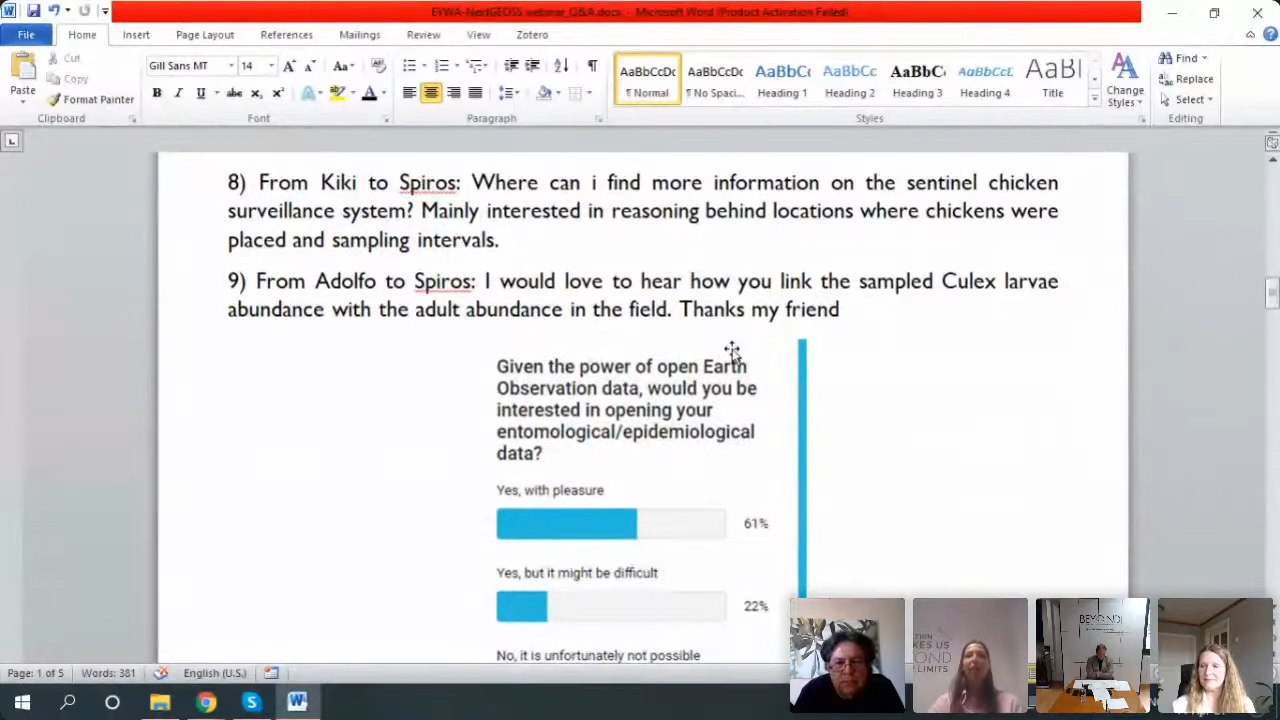 EYWA-NextGEOSS webinar_Q&A.docx - Microsoft Word (Product Activation Failed)
File Home Insert Page Layout References Mailings Review View Zotero
Cut
Copy
Paste
Format Painter
Gill Sans MT 14
AaBbCcDc AaBbCcDc AaBbC( AaBbCc AaBbC AaBbCcL AaB
¶ Normal ¶ No Spaci... Heading 1 Heading 2 Heading 3 Heading 4 Title
Change Styles
Find
Replace
Select
Clipboard Font Paragraph Styles Editing
8) From Kiki to Spiros: Where can i find more information on the sentinel chicken
surveillance system? Mainly interested in reasoning behind locations where chickens were
placed and sampling intervals.
9) From Adolfo to Spiros: I would love to hear how you link the sampled Culex larvae
abundance with the adult abundance in the field. Thanks my friend
Given the power of open Earth
Observation data, would you be
interested in opening your
entomological/epidemiological
data?
Yes, with pleasure
61%
Yes, but it might be difficult
22%
No, it is unfortunately not possible
BEYOND
Page: 1 of 5 Words: 381 English (U.S.)